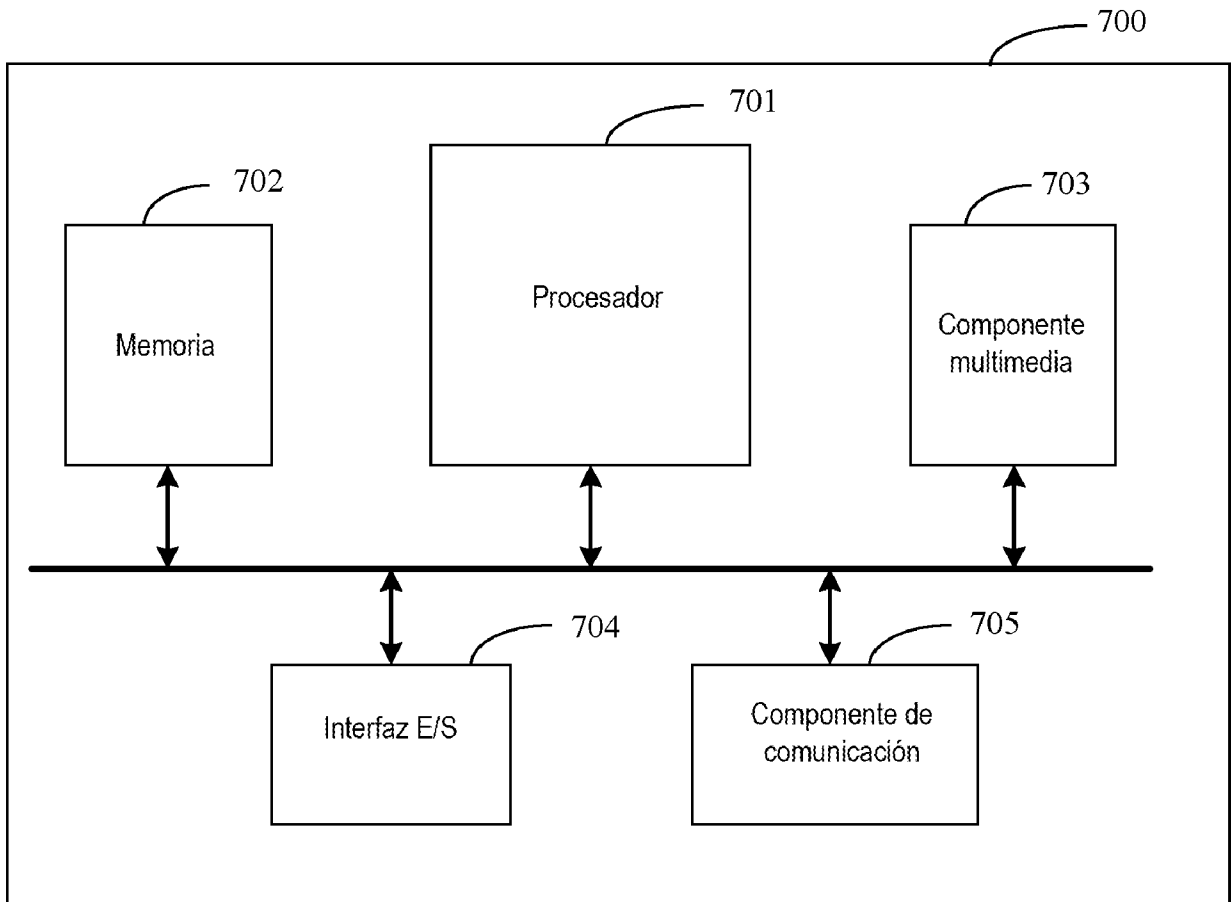 700
701
702
703
Procesador
Memoria
Componente
multimedia
704
705
Interfaz E/S
Componente de
comunicación